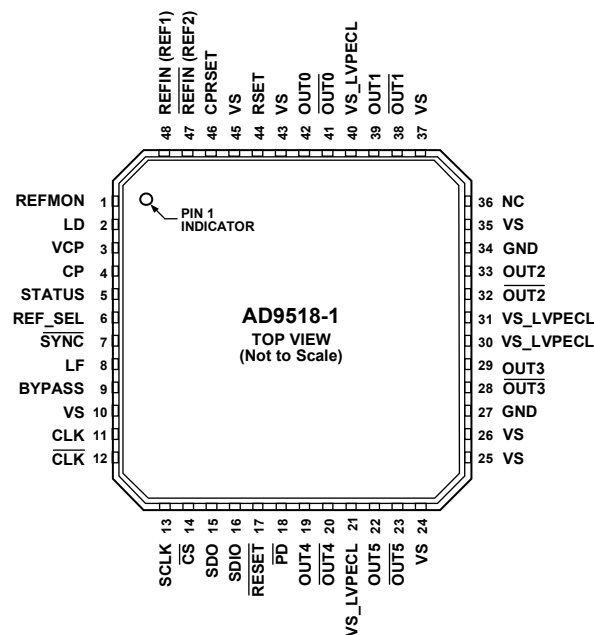 48 REFIN (REF1)
47 REFIN (REF2)
46 CPRSET
45 VS
44 RSET
43 VS
42 OUT0
41 OUT0
40 VS_LVPECL
39 OUT1
38 OUT1
37 VS
REFMON 1
LD 2
VCP 3
CP 4
STATUS 5
REF_SEL 6
SYNC 7
LF 8
BYPASS 9
VS 10
CLK 11
CLK 12
PIN 1
INDICATOR
AD9518-1
TOP VIEW
(Not to Scale)
36 NC
35 VS
34 GND
33 OUT2
32 OUT2
31 VS_LVPECL
30 VS_LVPECL
29 OUT3
28 OUT3
27 GND
26 VS
25 VS
SCLK 13
CS 14
SDO 15
SDIO 16
RESET 17
PD 18
OUT4 19
OUT4 20
VS_LVPECL 21
OUT5 22
OUT5 23
VS 24